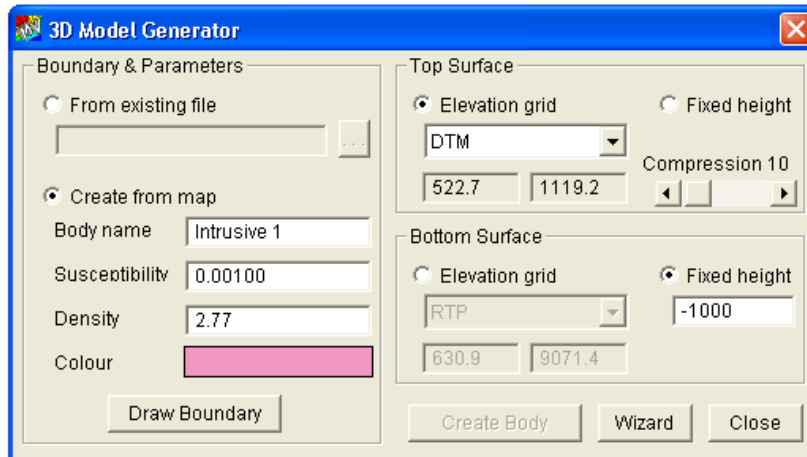 3D Model Generator
Boundary & Parameters
From existing file
...
Create from map
Body name Intrusive 1
Susceptibility 0.00100
Density 2.77
Colour
Draw Boundary
Top Surface
Elevation grid Fixed height
DTM
Compression 10
522.7 1119.2
Bottom Surface
Elevation grid Fixed height
RTP -1000
630.9 9071.4
Create Body Wizard Close